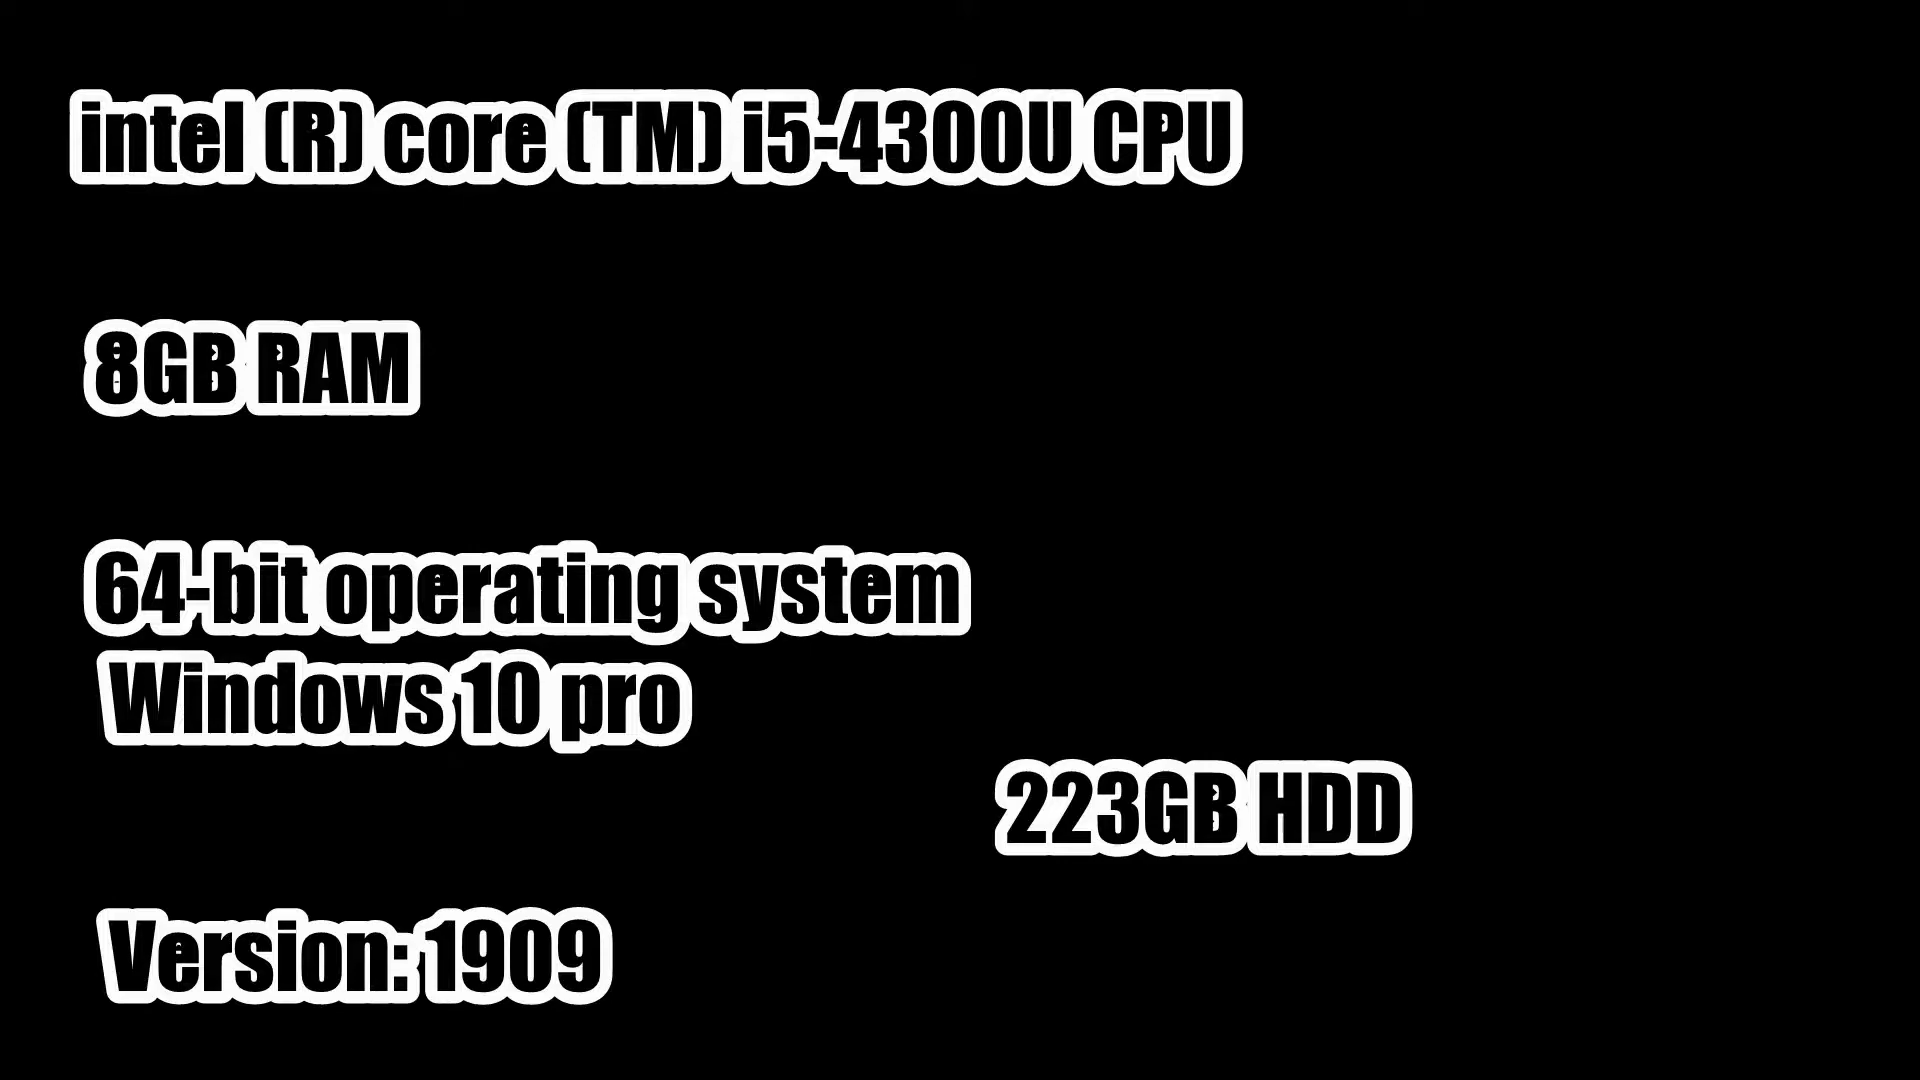 intel (R) core (TM) i5-4300U CPU
8GB RAM
64-bit operating system
Windows 10 pro
223GB HDD
Version: 1909